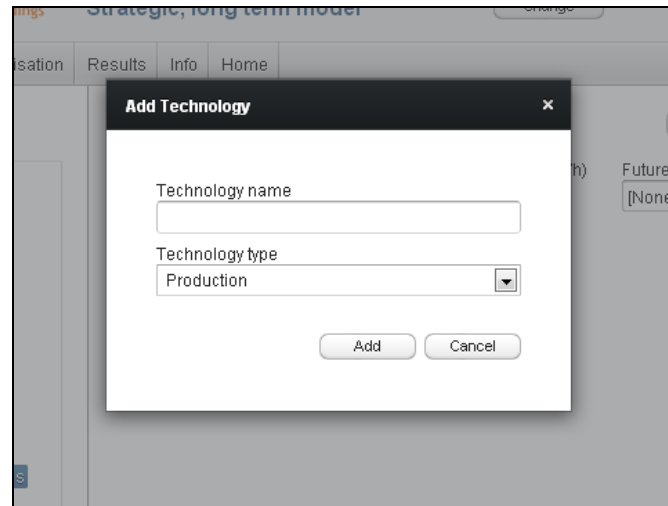 Strategic, long term model
Change
isation Results Info Home
Add Technology
h)
Future
[None
Technology name
Technology type
Production
Add Cancel
s